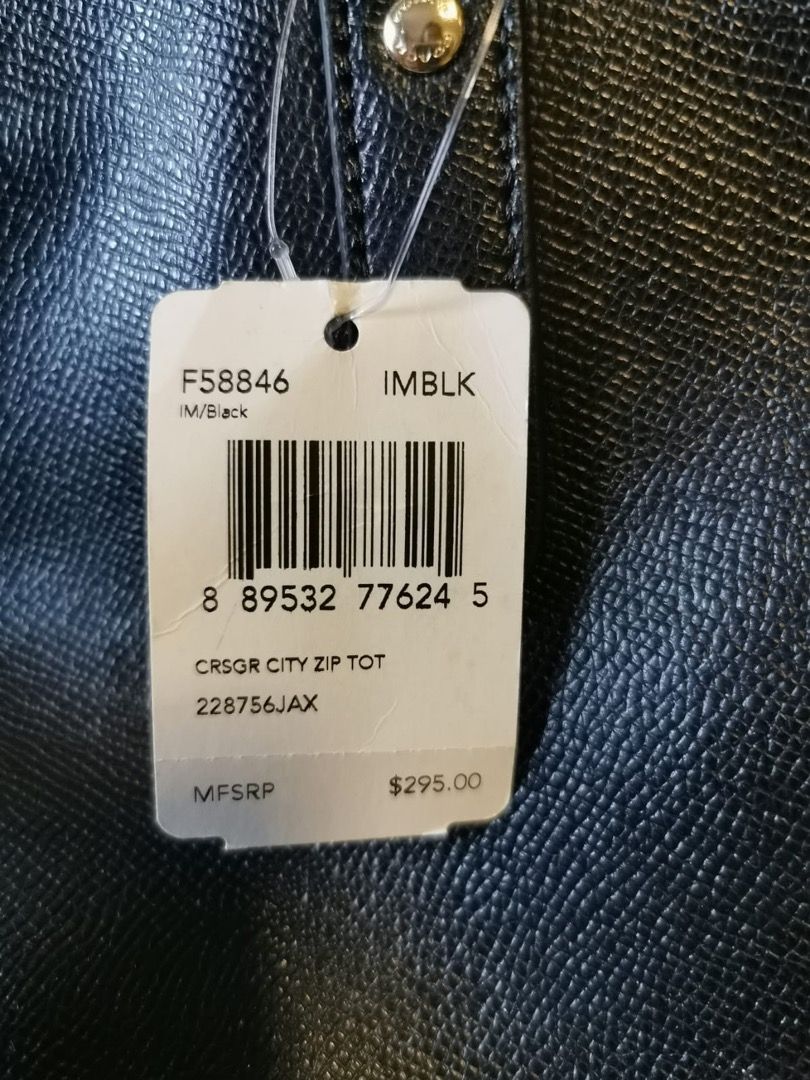 F58846 IMBLK
IM/Black
8 89532 77624 5
CRSGR CITY ZIP TOT
228756JAX
MFSRP $295.00